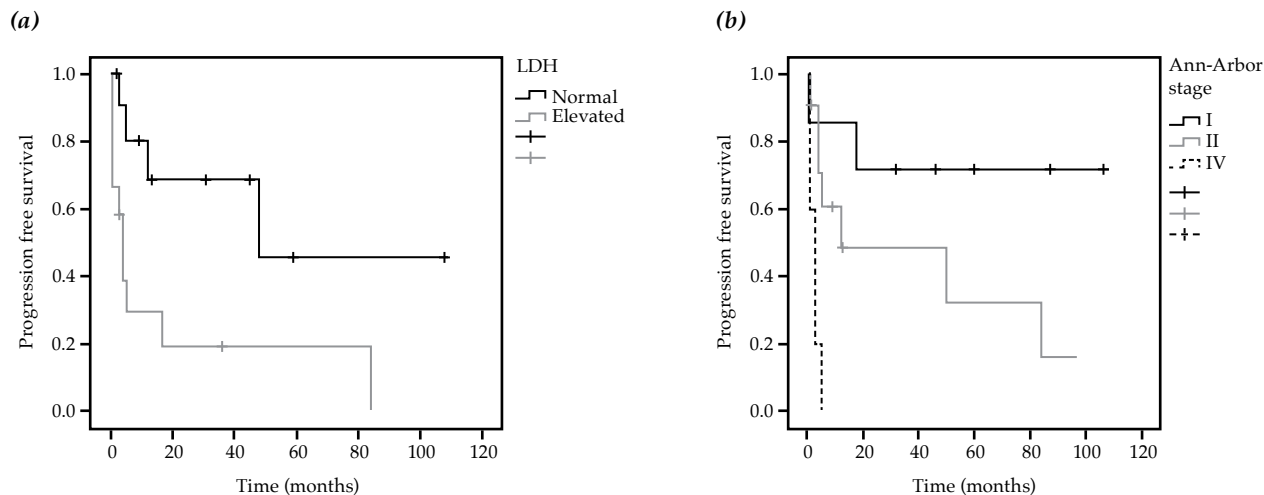 (a)
Progression free survival
1.0
0.8
0.6
0.4
0.2
0.0
0 20 40 60 80 100 120
Time (months)
LDH
Normal
Elevated
(b)
Progression free survival
1.0
0.8
0.6
0.4
0.2
0.0
0 20 40 60 80 100 120
Time (months)
Ann-Arbor
stage
I
II
IV